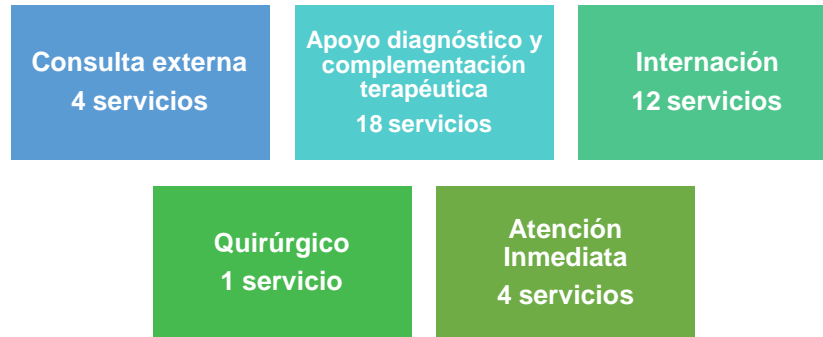 Consulta externa
4 servicios
Apoyo diagnóstico y
complementación
terapéutica
18 servicios
Internación
12 servicios
Quirúrgico
1 servicio
Atención
Inmediata
4 servicios